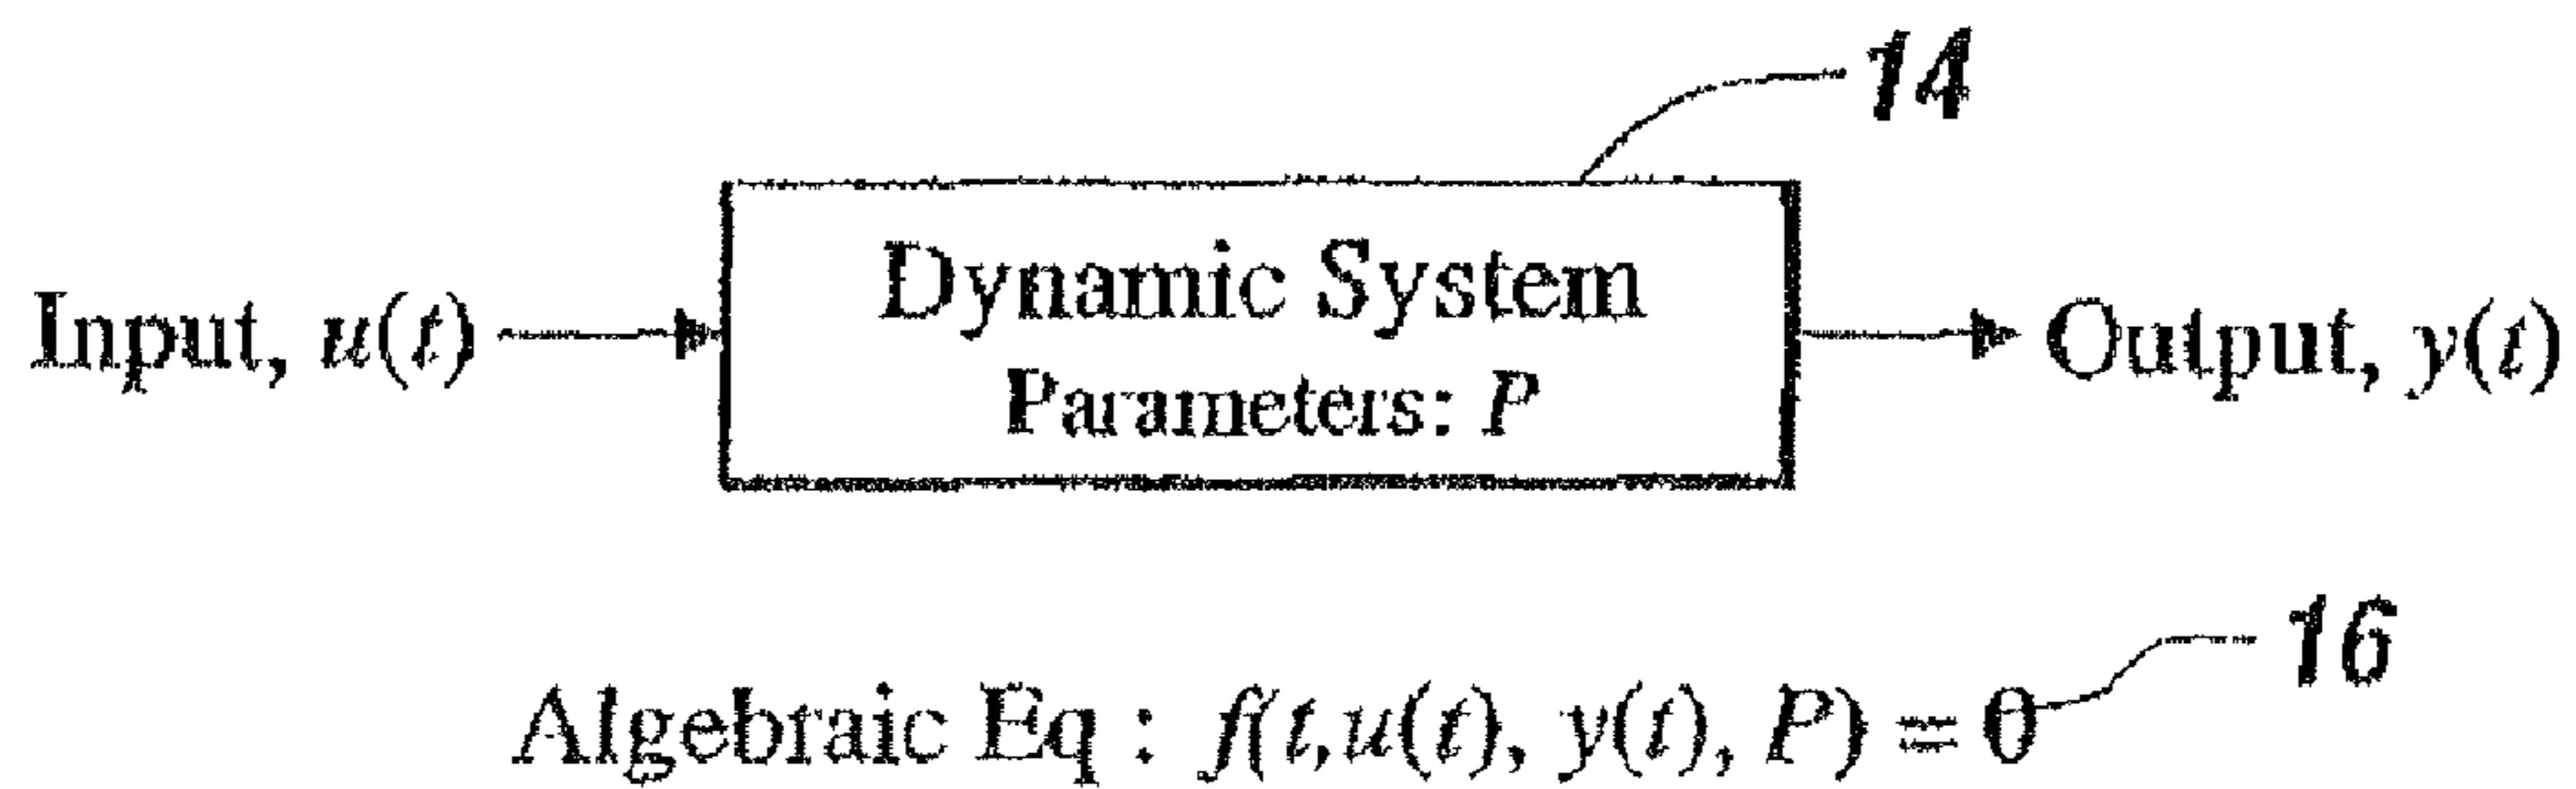 14
Dynamic System
Input, u(t)
Output, y(t)
Parameters: P
16
Algebraic Eq : f(t,u(t), y(t), P) = 0